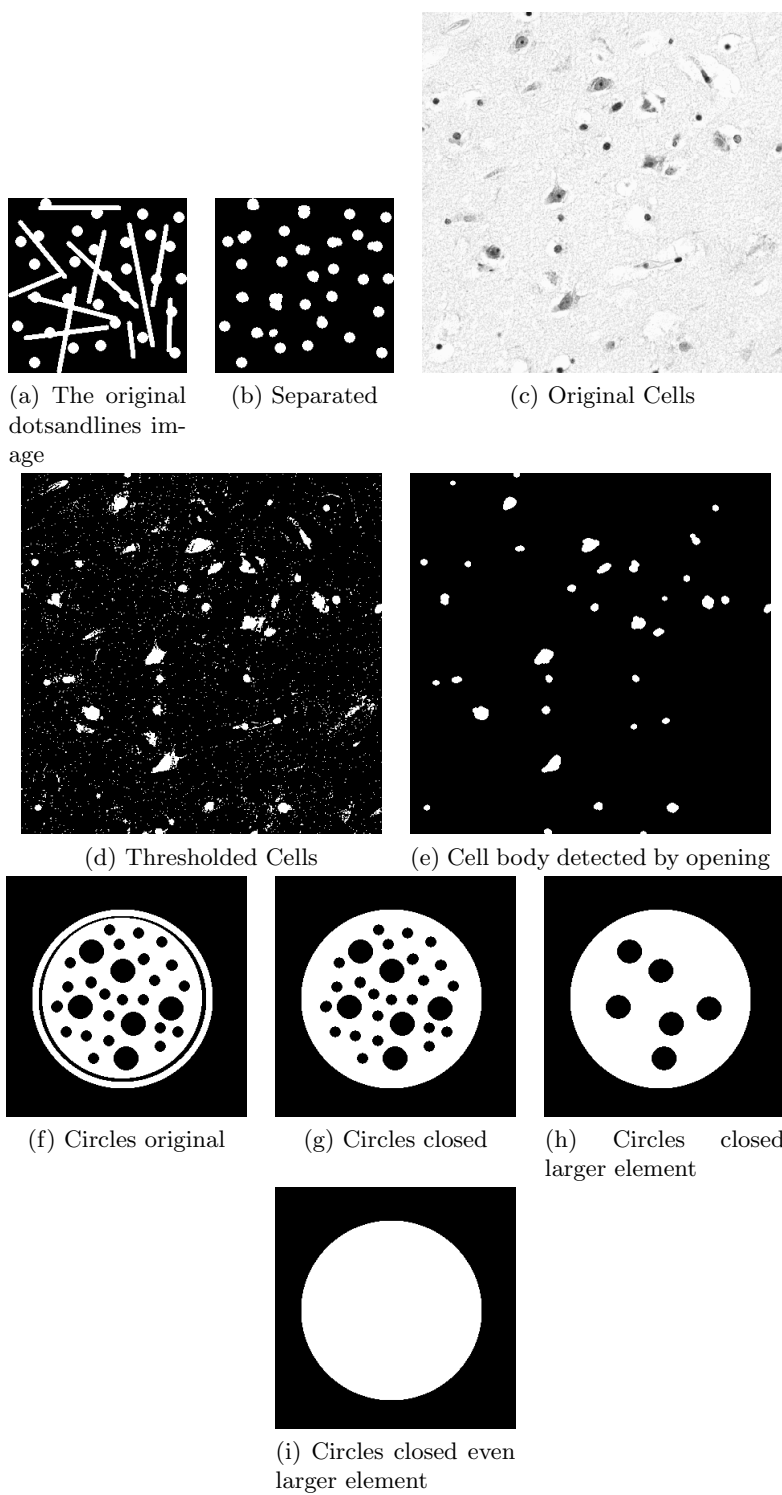 (a) The original
dotsandlines im-
age
(b) Separated
(c) Original Cells
(d) Thresholded Cells
(e) Cell body detected by opening
(f) Circles original
(g) Circles closed
(h) Circles closed
larger element
(i) Circles closed even
larger element